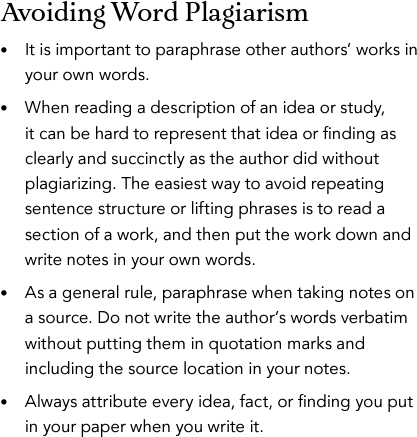 Avoiding Word Plagiarism
• It is important to paraphrase other authors‘ works in
your own words.
• When reading a description of an idea or study,
it can be hard to represent that idea or finding as
clearly and succinctly as the author did without
plagiarizing. The easiest way to avoid repeating
sentence structure or lifting phrases is to read a
section of a work, and then put the work down and
write notes in your own words.
• As a general rule, paraphrase when taking notes on
a source. Do not write the author’s words verbatim
without putting them in quotation marks and
including the source location in your notes.
• Always attribute every idea, fact, or finding you put
in your paper when you write it.